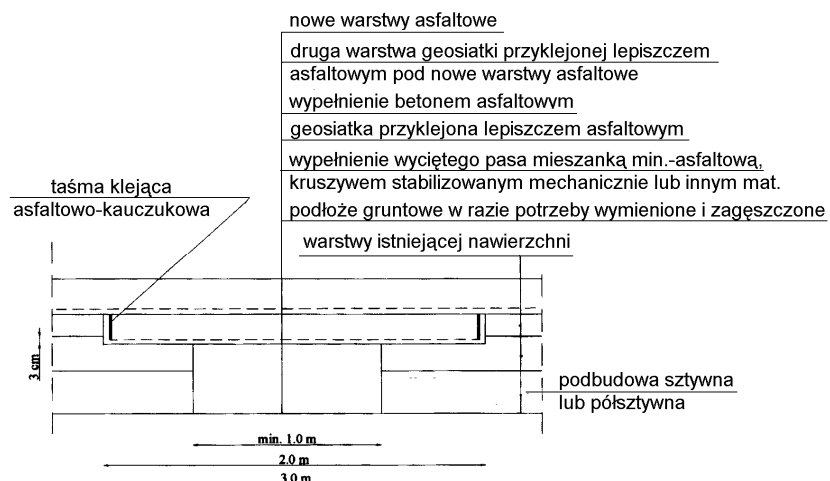 nowe warstwy asfaltowe
druga warstwa geosiatki przyklejonej lepiszczem
asfaltowym pod nowe warstwy asfaltowe
wypełnienie betonem asfaltowym
geosiatka przyklejona lepiszczem asfaltowym
wypełnienie wyciętego pasa mieszanką min.-asfaltową,
kruszywem stabilizowanym mechanicznie lub innym mat.
podłoże gruntowe w razie potrzeby wymienione i zagęszczone
warstwy istniejącej nawierzchni
taśma klejąca
asfaltowo-kauczukowa
3 cm
podbudowa sztywna
lub półsztywna
min. 1.0 m
2.0 m
3.0 m